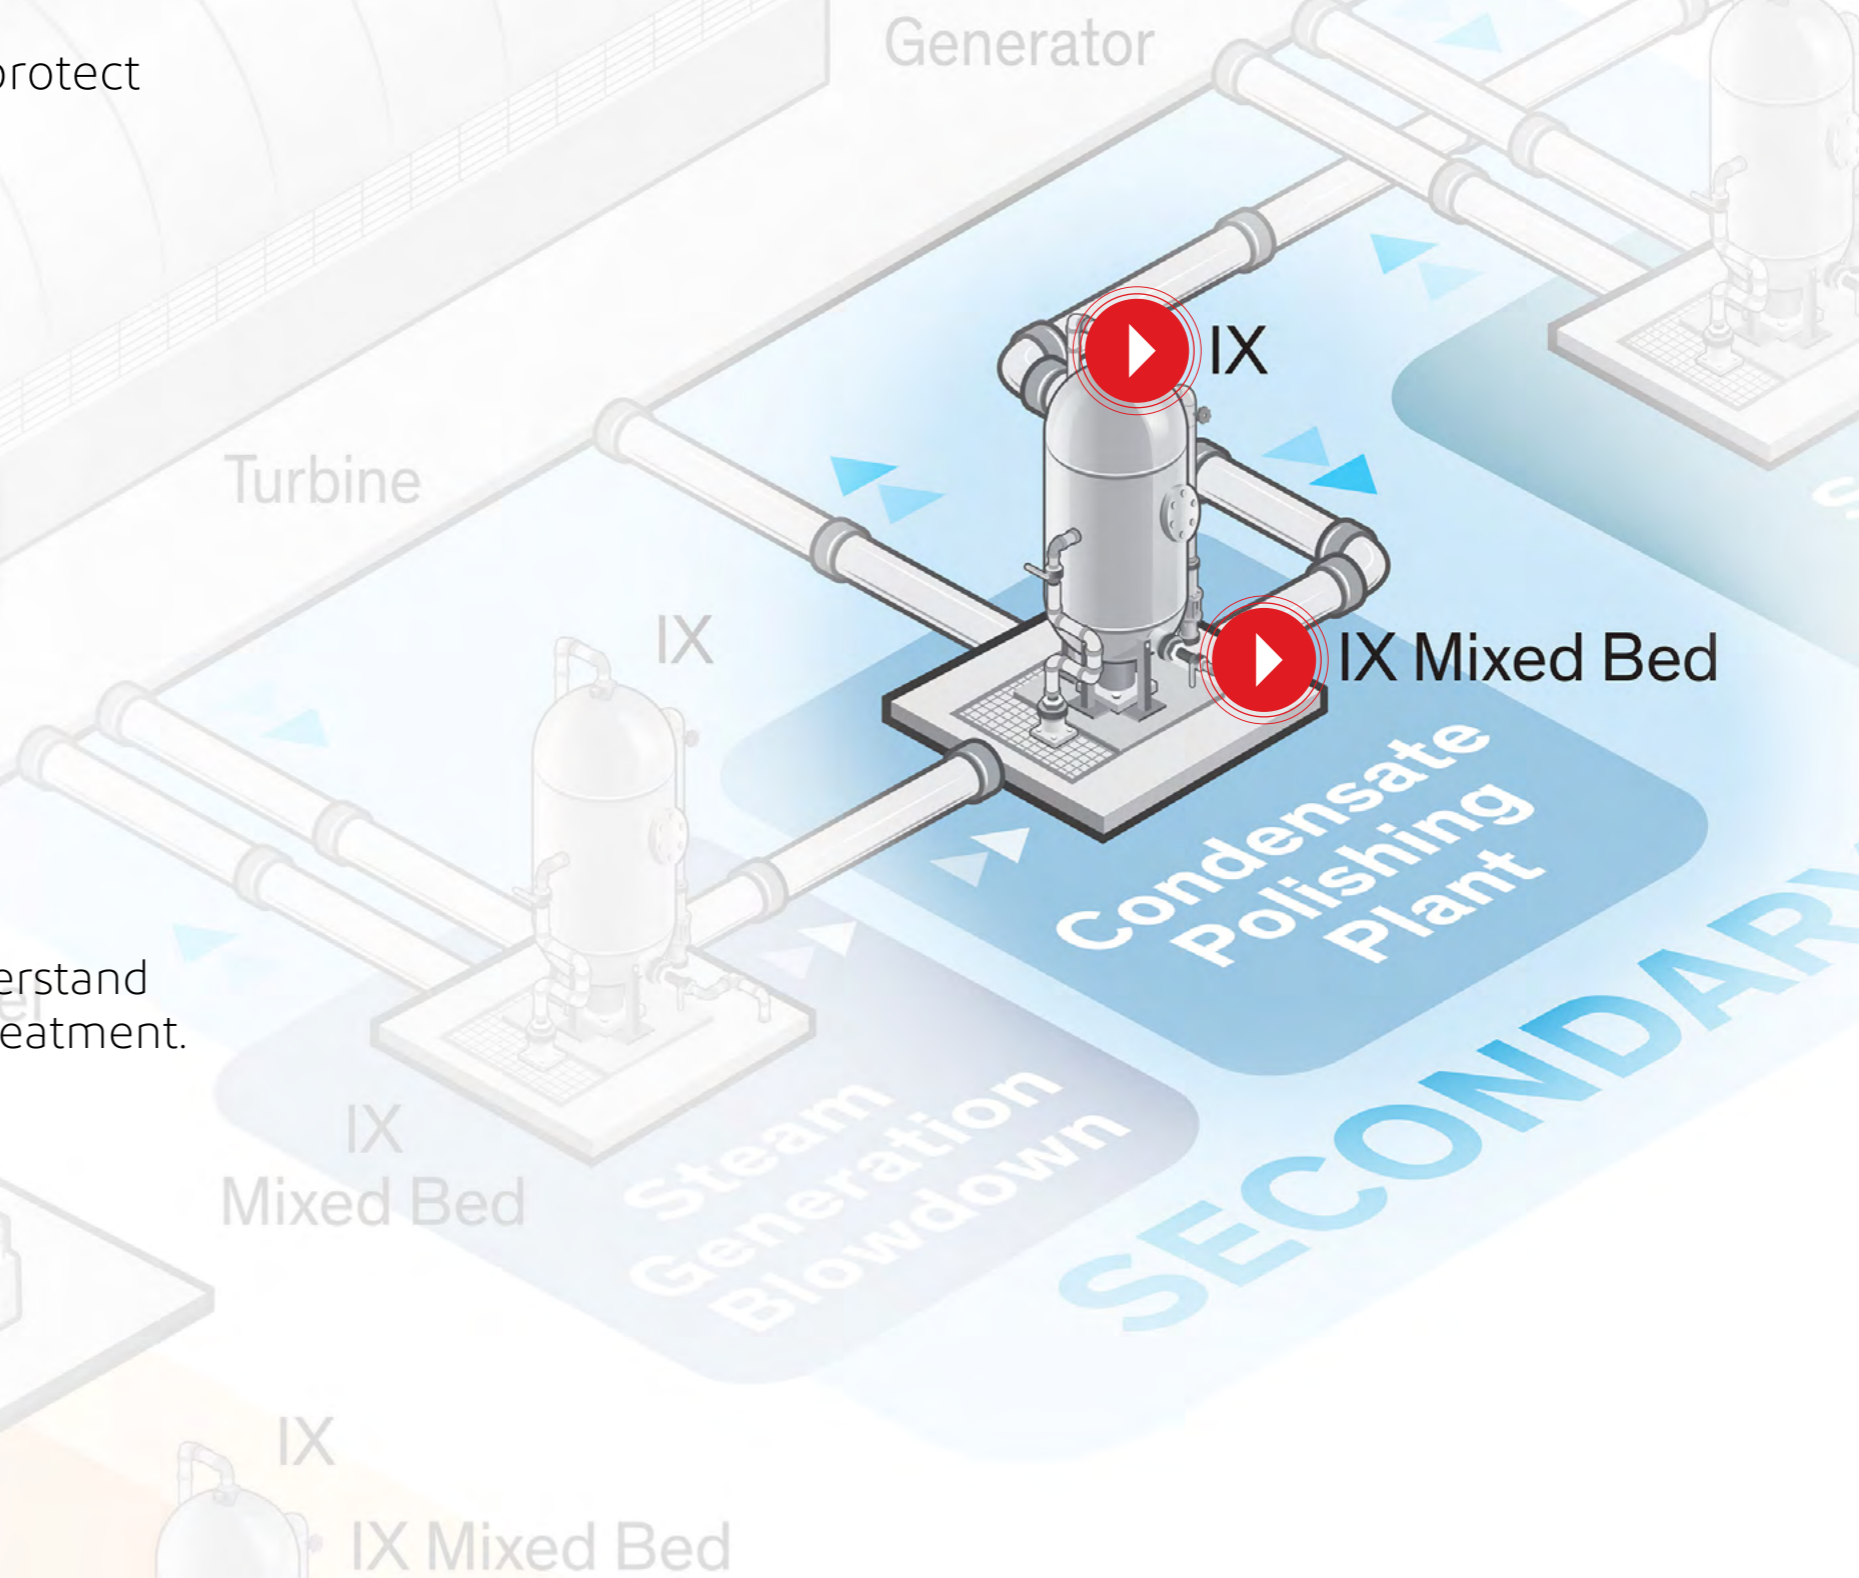 protect
Generator
IX
Turbine
IX
IX Mixed Bed
Condensate
Polishing
Plant
erstand
eatment.
SECONDARY
IX
Mixed Bed
Steam
Generation
Blowdown
IX
IX Mixed Bed